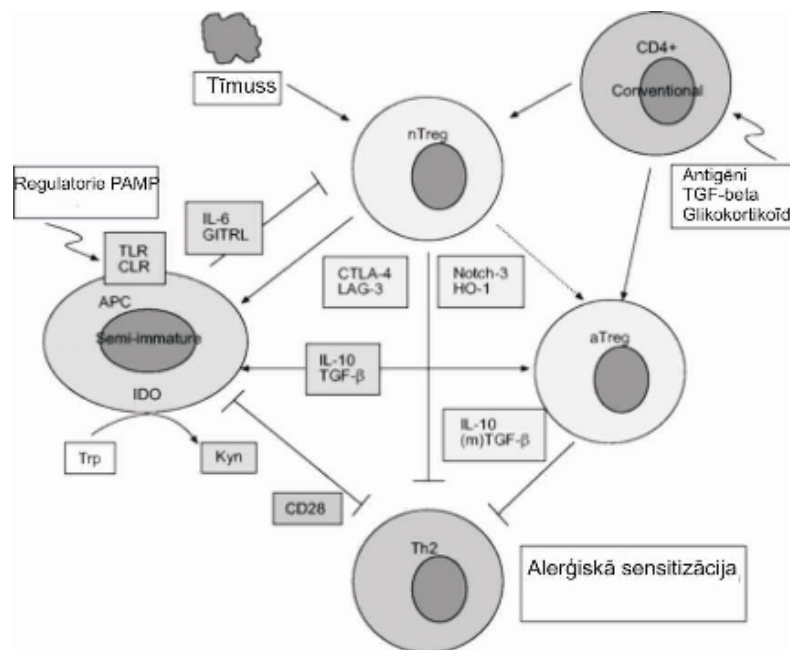 Tīmuss
CD4+
Conventional
nTreg
Regulatorie PAMP
Antigēni
TGF-beta
Glikokortikoīd
IL-6
GITRL
TLR
CLR
CTLA-4
LAG-3
Notch-3
HO-1
APC
Semi-immature
IDO
IL-10
TGF-β
aTreg
IL-10
(m)TGF-β
Trp
Kyn
CD28
Th2
Alerģiskā sensitizācija